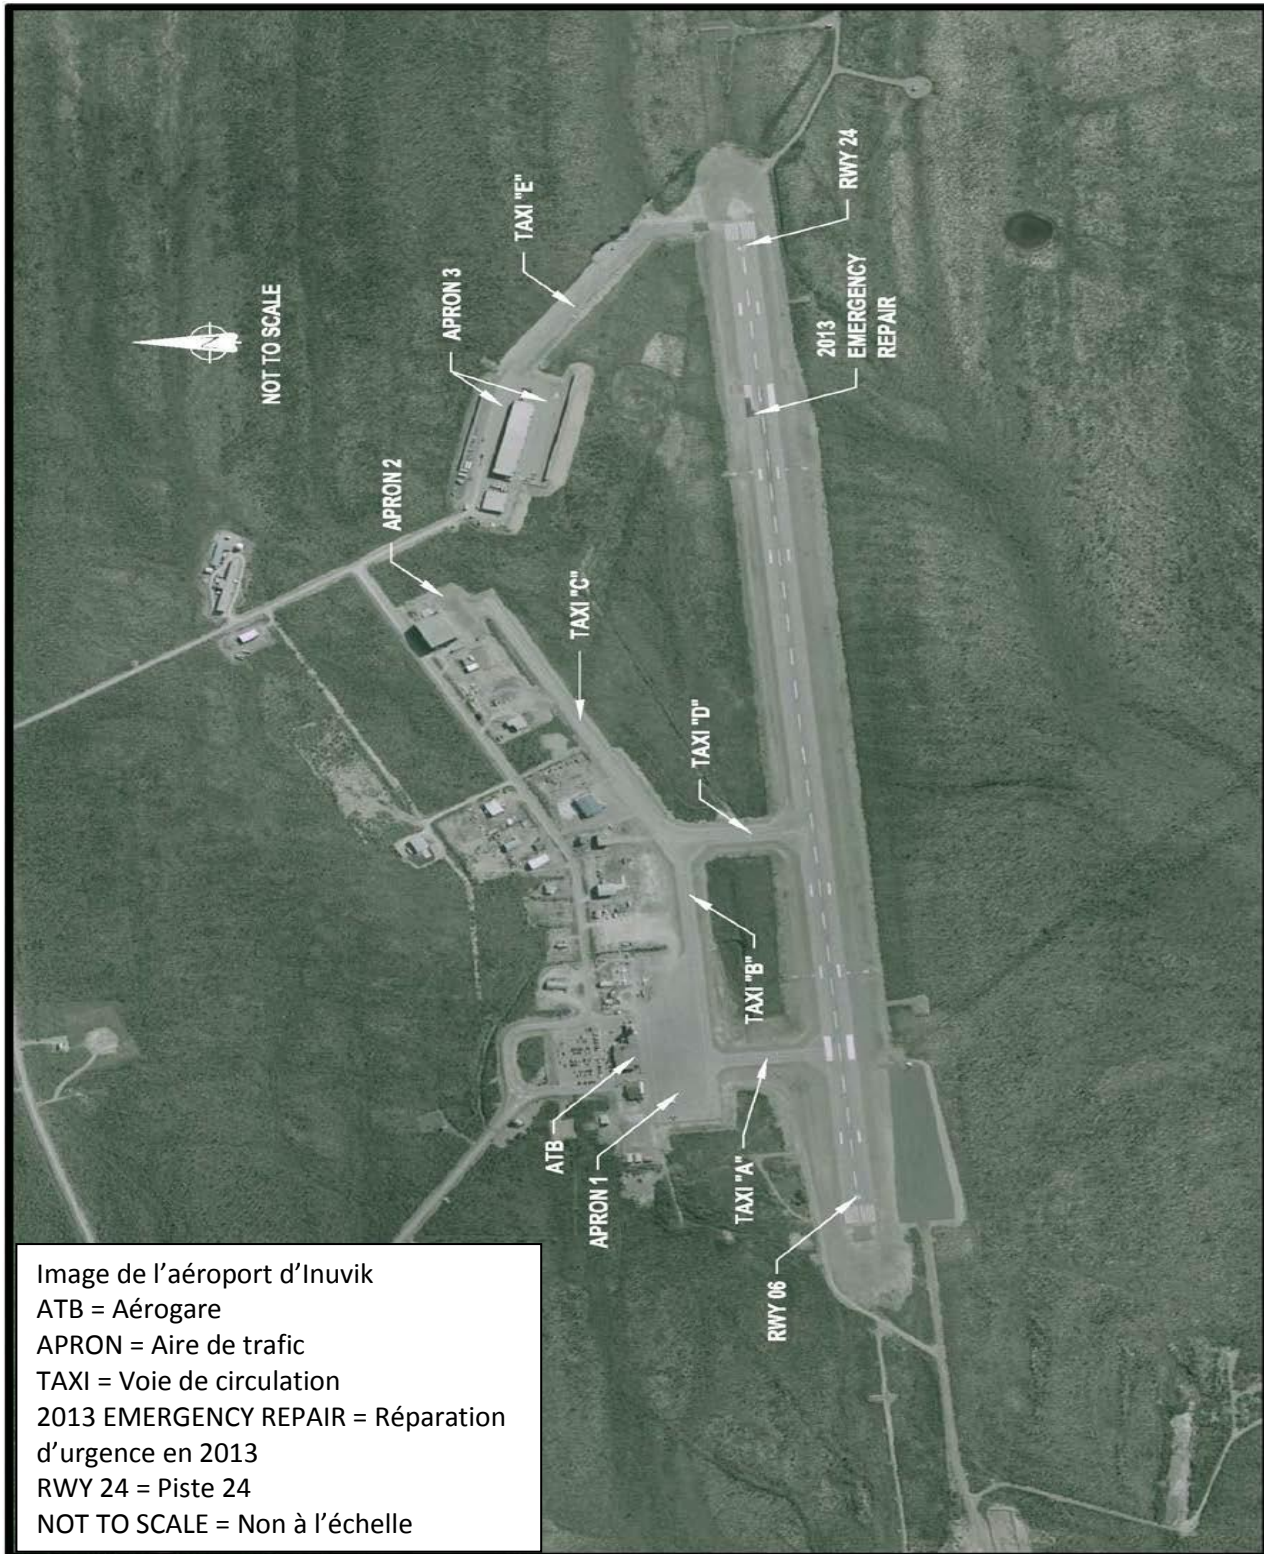 NOT TO SCALE
N
TAXI "E"
APRON 3
RWY 24
2013
EMERGENCY
REPAIR
APRON 2
TAXI "C"
TAXI "D"
TAXI "B"
ATB
APRON 1
TAXI "A"
RWY 06
Image de l’aéroport d’Inuvik
ATB = Aérogare
APRON = Aire de trafic
TAXI = Voie de circulation
2013 EMERGENCY REPAIR = Réparation
d’urgence en 2013
RWY 24 = Piste 24
NOT TO SCALE = Non à l’échelle